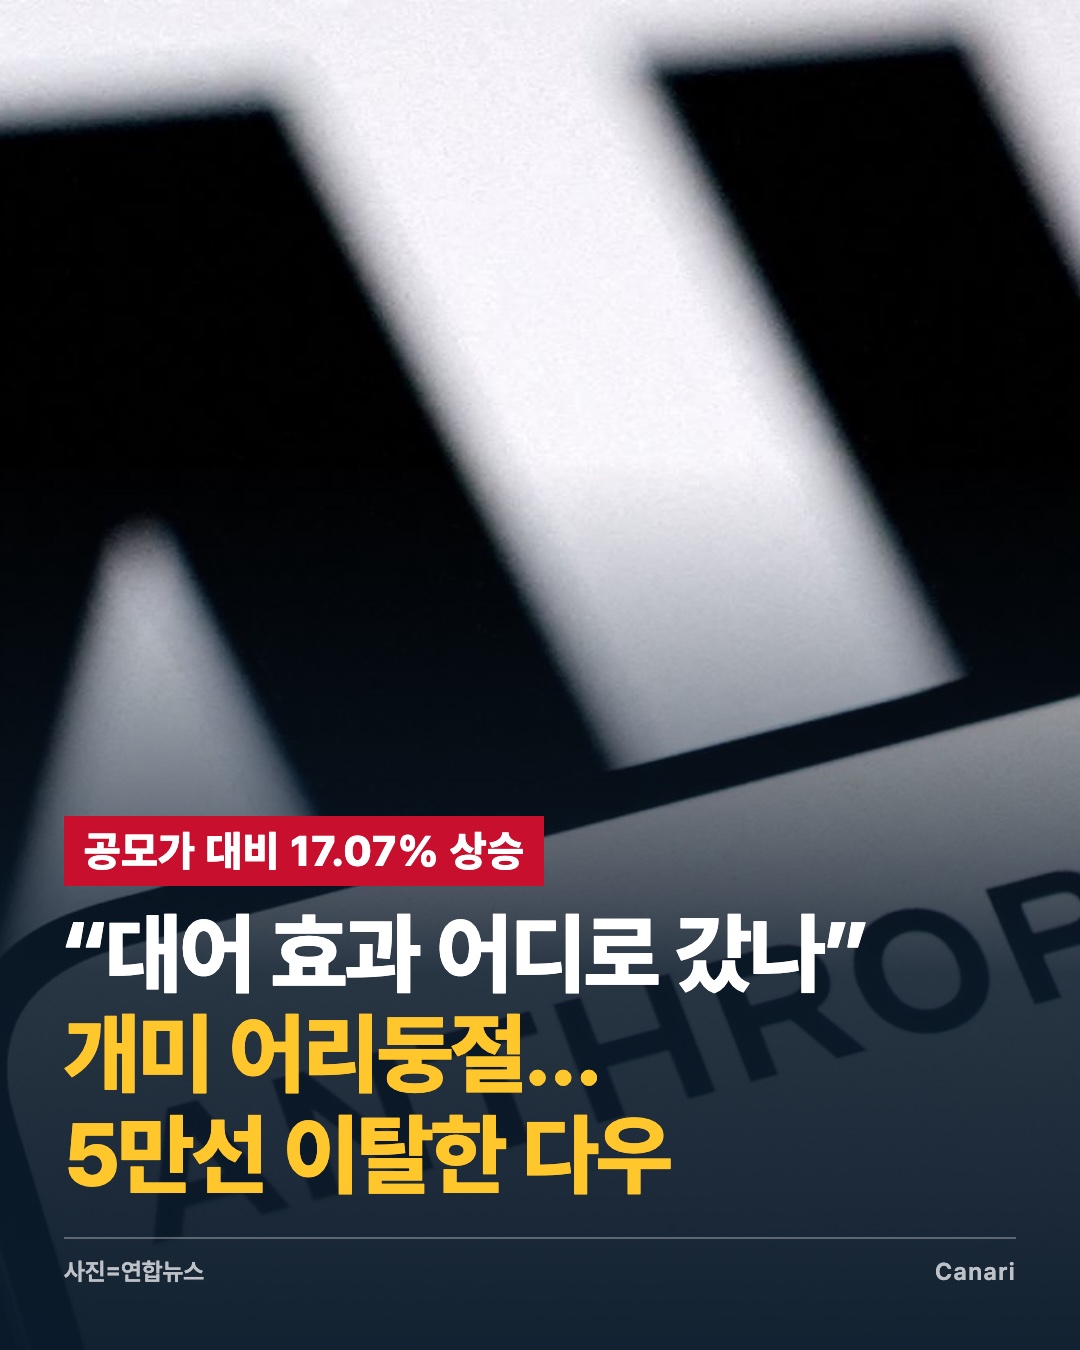 공모가 대비 17.07% 상승
“대어 효과 어디로 갔나”
개미 어리둥절...
5만선 이탈한 다우
ANTHROP
사진=연합뉴스
Canari